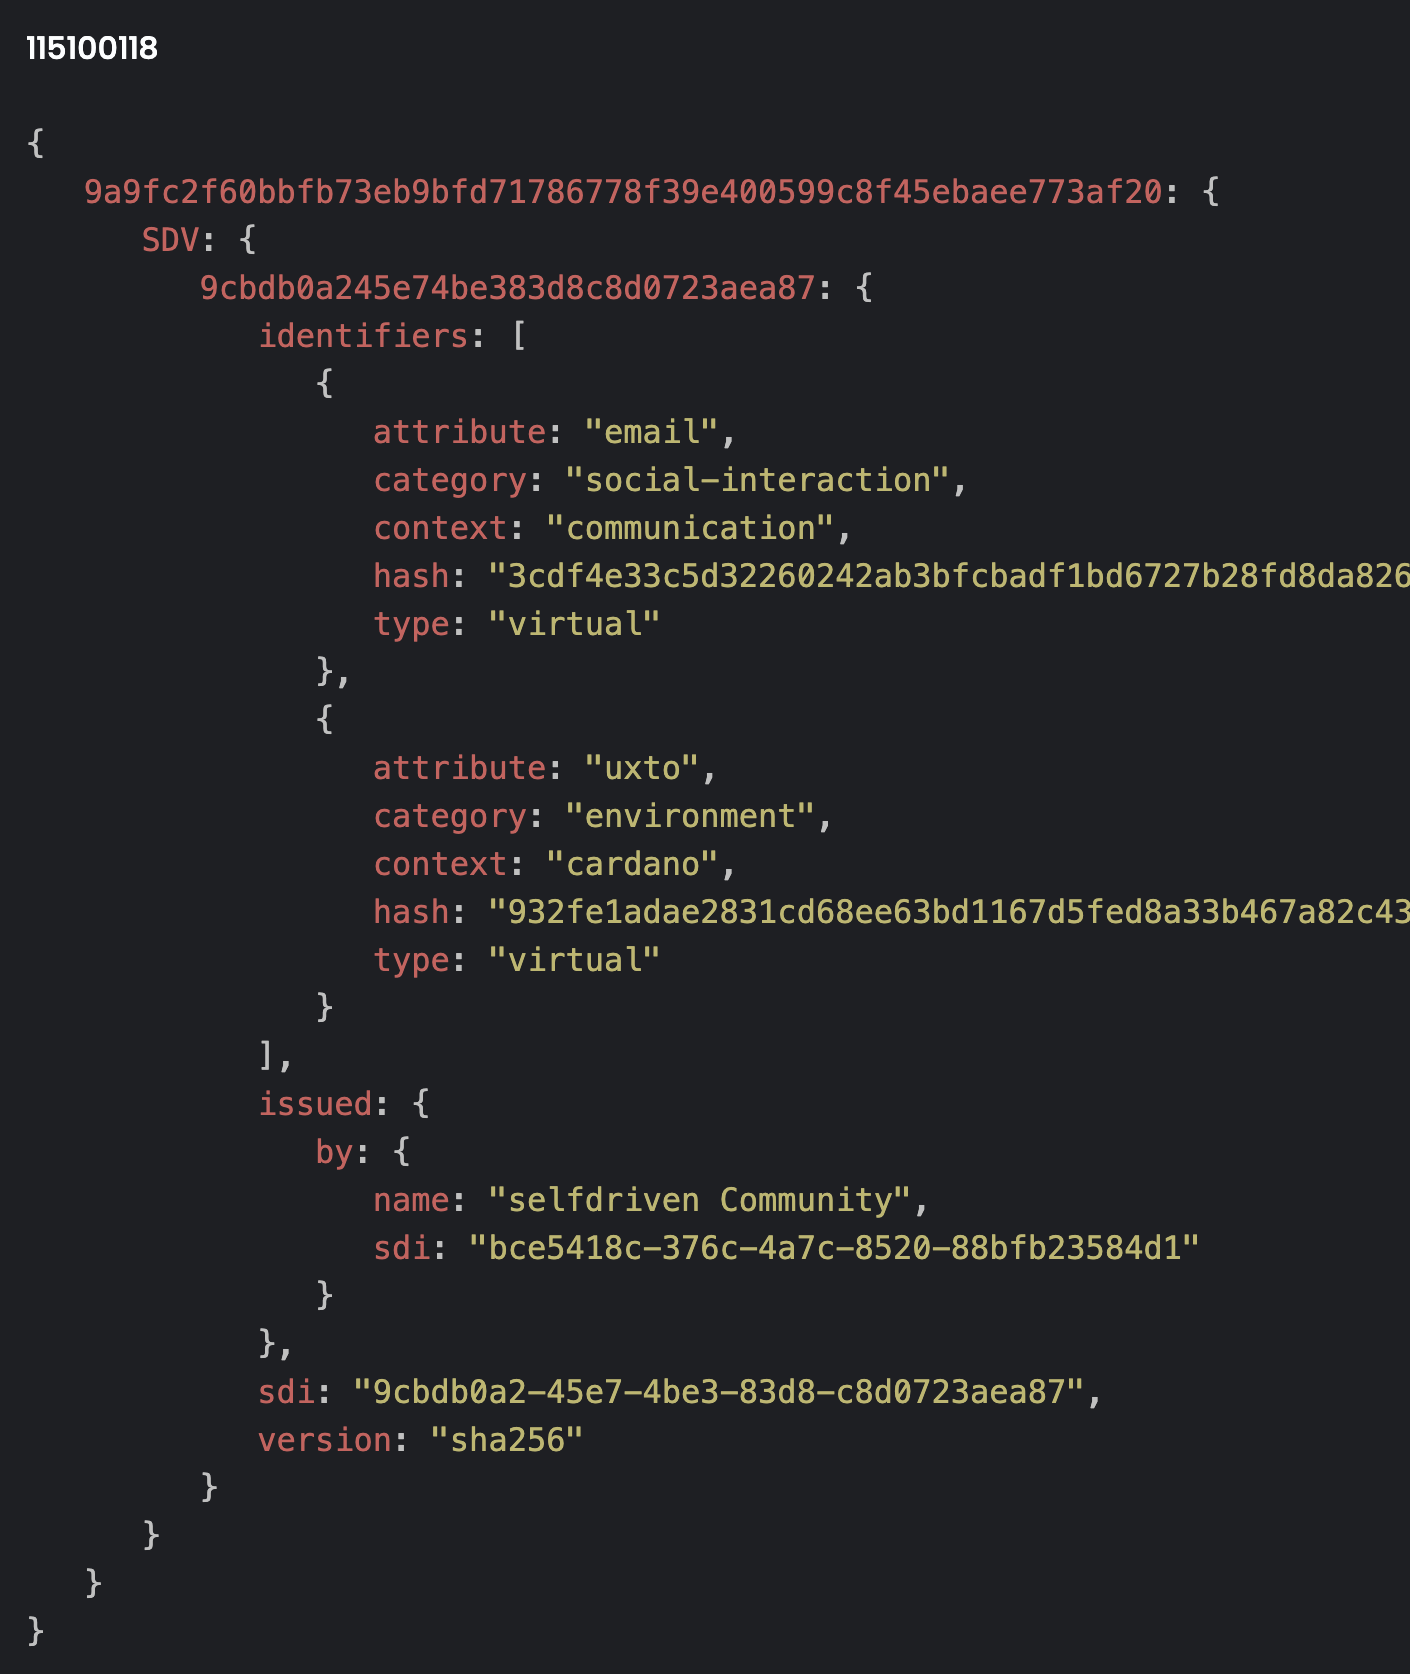 115100118
{
9a9fc2f60bbfb73eb9bfd71786778f39e400599c8f45ebaee773af20: {
SDV: {
9cbdb0a245e74be383d8c8d0723aea87: {
identifiers: [
{
attribute: "email",
category: "social-interaction",
context: "communication",
hash: "3cdf4e33c5d32260242ab3bfcbadf1bd6727b28fd8da826
type: "virtual"
},
{
attribute: "uxto",
category: "environment",
context: "cardano",
hash: "932fe1adae2831cd68ee63bd1167d5fed8a33b467a82c43
type: "virtual"
}
],
issued: {
by: {
name: "selfdriven Community",
sdi: "bce5418c-376c-4a7c-8520-88bfb23584d1"
}
},
sdi: "9cbdb0a2-45e7-4be3-83d8-c8d0723aea87",
version: "sha256"
}
}
}
}